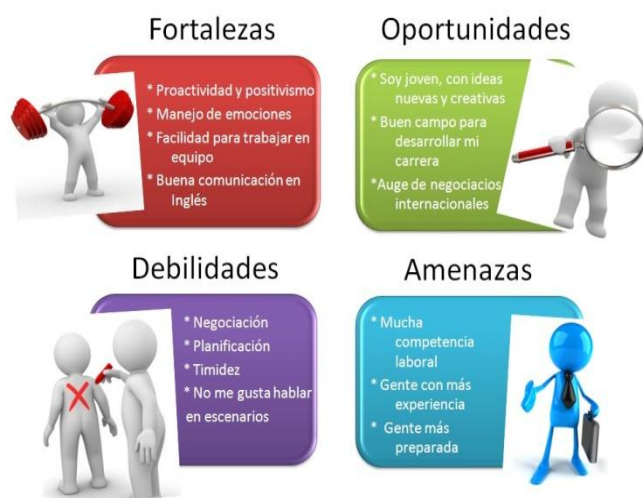 Fortalezas
* Proactividad y positivismo
* Manejo de emociones
* Facilidad para trabajar en
equipo
* Buena comunicación en
Inglés
Oportunidades
* Soy joven, con ideas
nuevas y creativas
* Buen campo para
desarrollar mi
carrera
*Auge de negociacios
internacionales
Debilidades
* Negociación
* Planificación
* Timidez
* No me gusta hablar
en escenarios
Amenazas
* Mucha
competencia
laboral
* Gente con más
experiencia
* Gente más
preparada